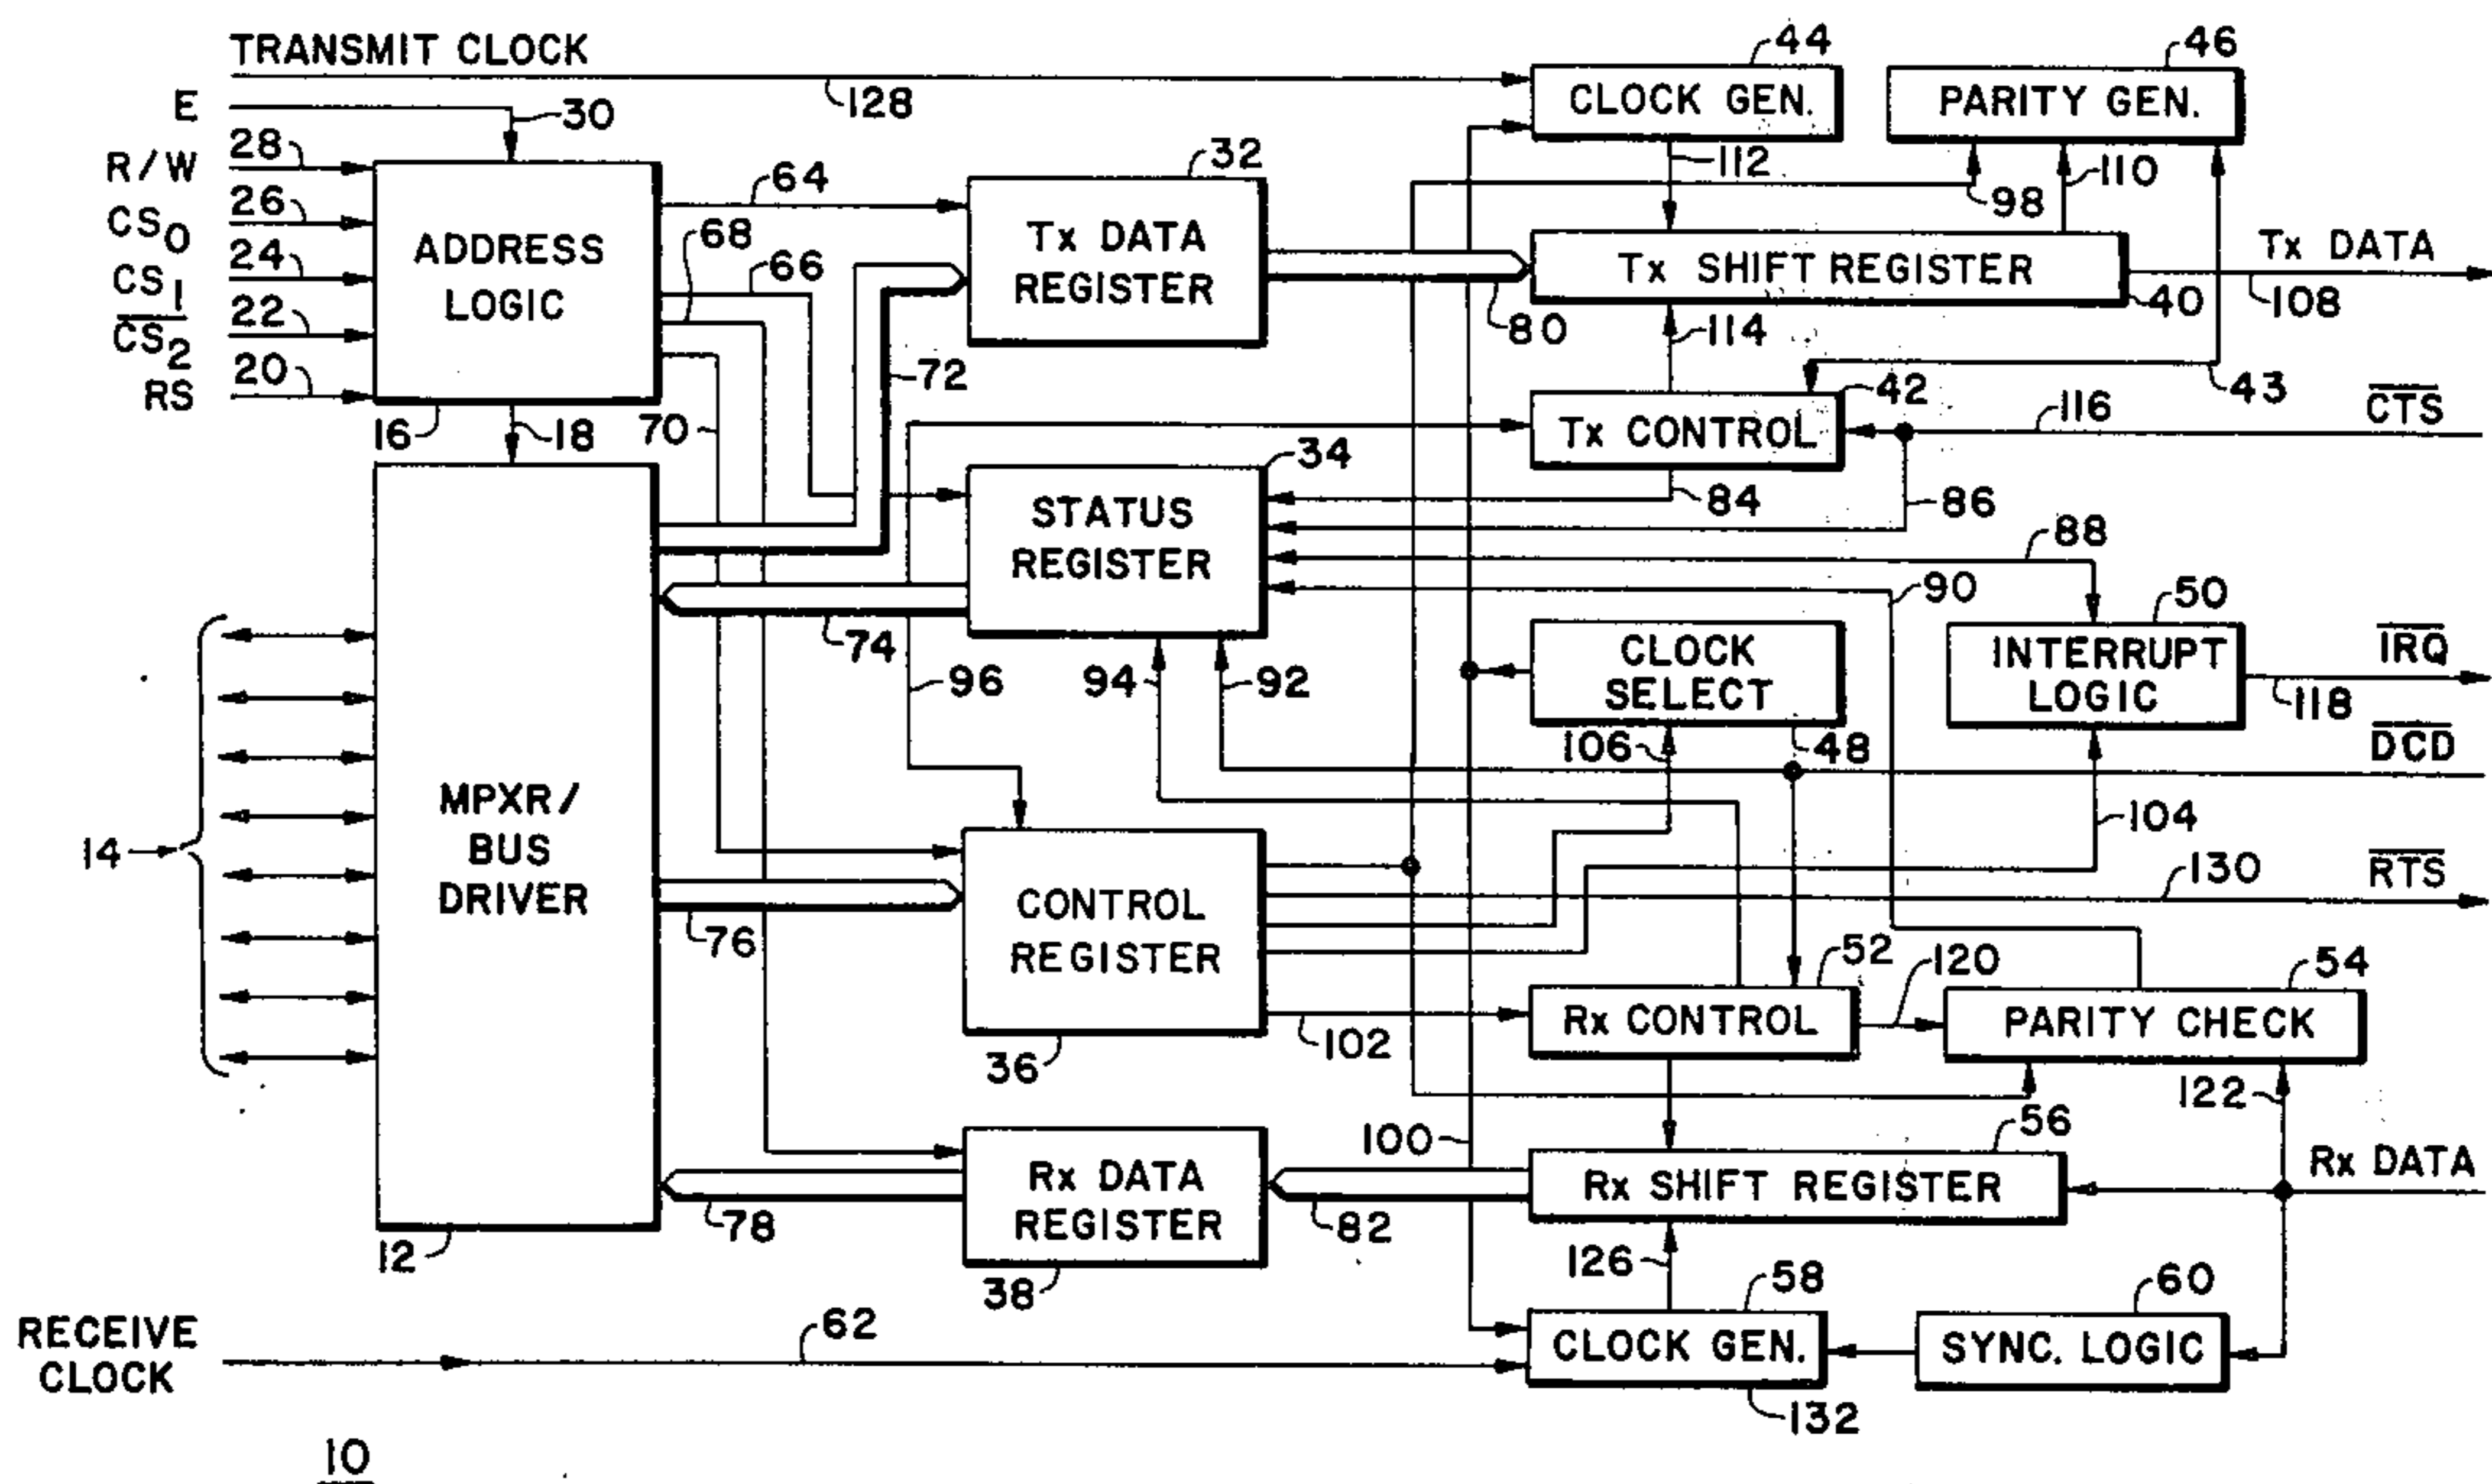 TRANSMIT CLOCK
128
E
30
R/W
28
CS0
26
CS1
24
CS2
22
RS
20
ADDRESS
LOGIC
16
18
64
68
66
70
72
Tx DATA
REGISTER
32
80
CLOCK GEN.
44
112
PARITY GEN.
46
98
110
Tx SHIFT REGISTER
40
Tx DATA
108
114
43
Tx CONTROL
42
116
CTS
84
86
STATUS
REGISTER
34
88
90
74
96
94
92
CLOCK
SELECT
48
106
INTERRUPT
LOGIC
50
IRQ
118
DCD
104
130
RTS
14
MPXR/
BUS
DRIVER
12
76
CONTROL
REGISTER
36
102
Rx CONTROL
52
120
PARITY CHECK
54
122
100
Rx DATA
REGISTER
38
78
82
Rx SHIFT REGISTER
56
Rx DATA
126
RECEIVE
CLOCK
62
CLOCK GEN.
58
132
SYNC. LOGIC
60
10